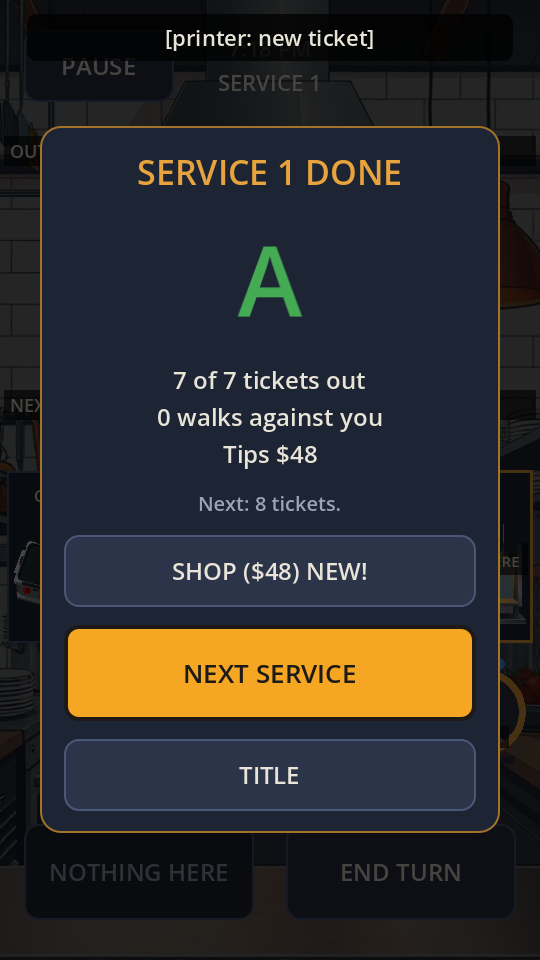 [printer: new ticket]
PAUSE
SERVICE 1
SERVICE 1 DONE
A
7 of 7 tickets out
0 walks against you
Tips $48
Next: 8 tickets.
SHOP ($48) NEW!
NEXT SERVICE
TITLE
NOTHING HERE
END TURN